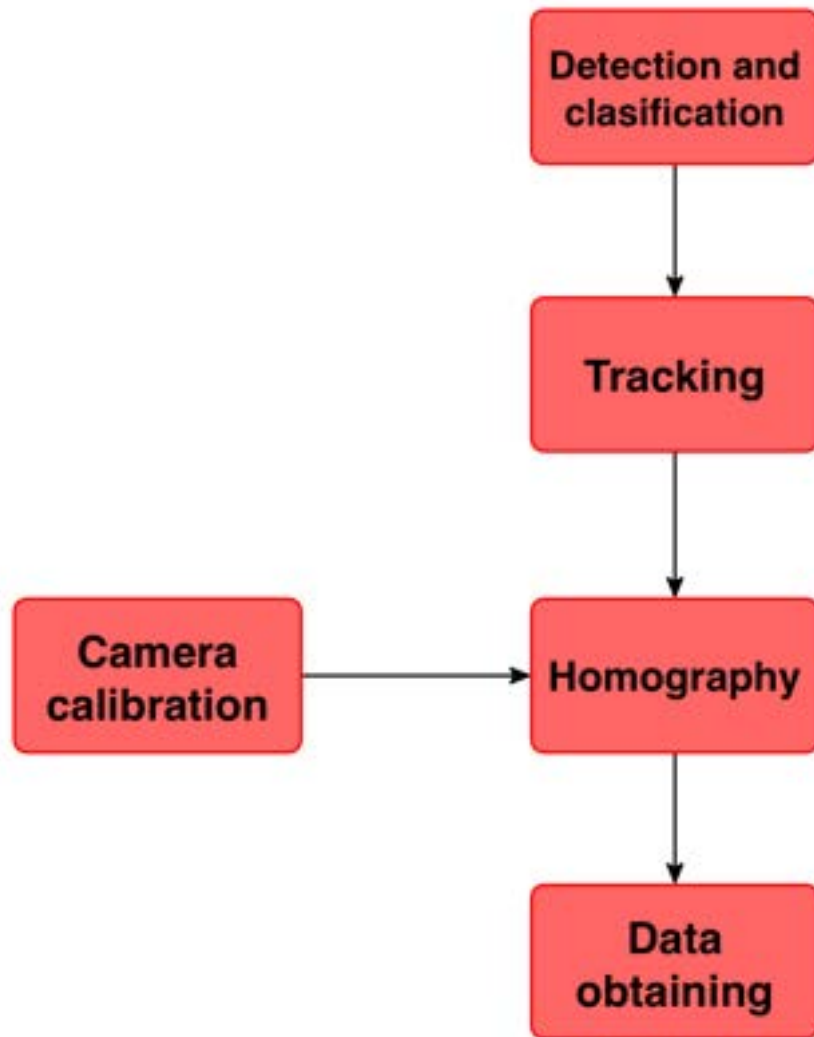 Detection and
clasification
Tracking
Camera
calibration
Homography
Data
obtaining